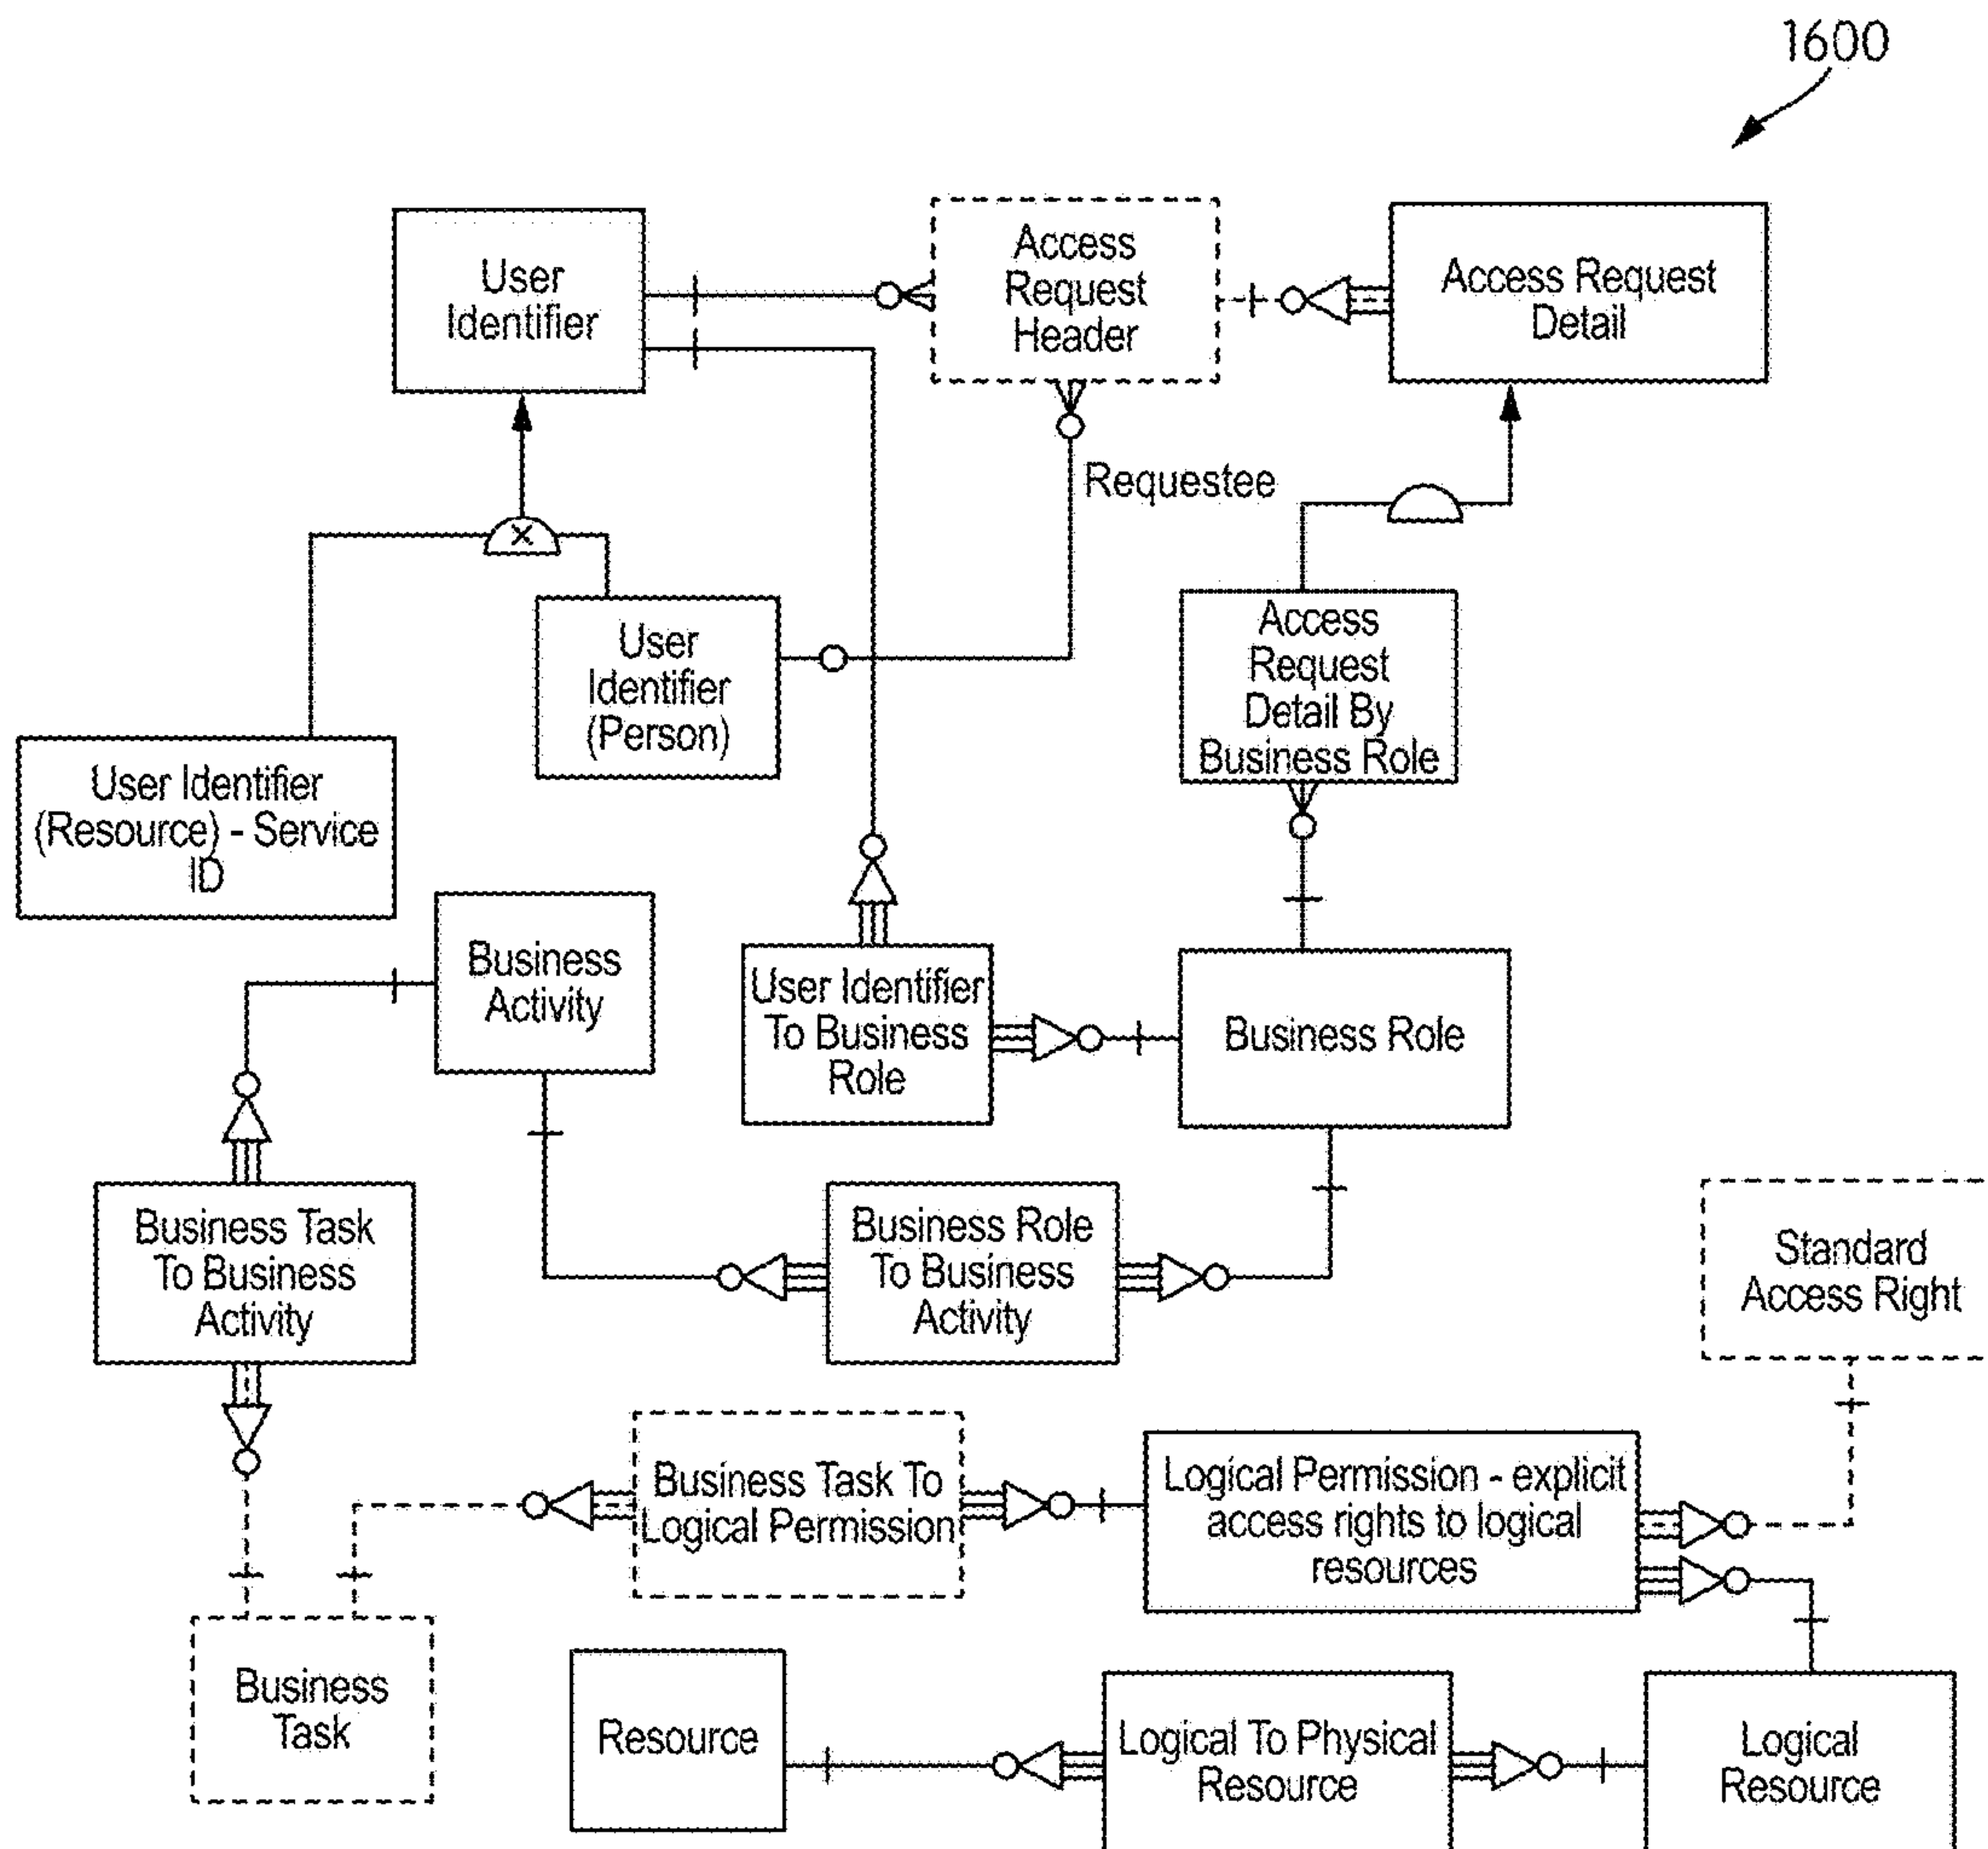 1600
User
Identifier
Access
Request
Header
Access Request
Detail
Requestee
User
Identifier
(Person)
Access
Request
Detail By
Business Role
User Identifier
(Resource) - Service
ID
Business
Activity
User Identifier
To Business
Role
Business Role
Business Task
To Business
Activity
Business Role
To Business
Activity
Standard
Access Right
Business Task To
Logical Permission
Logical Permission - explicit
access rights to logical
resources
Business
Task
Resource
Logical To Physical
Resource
Logical
Resource